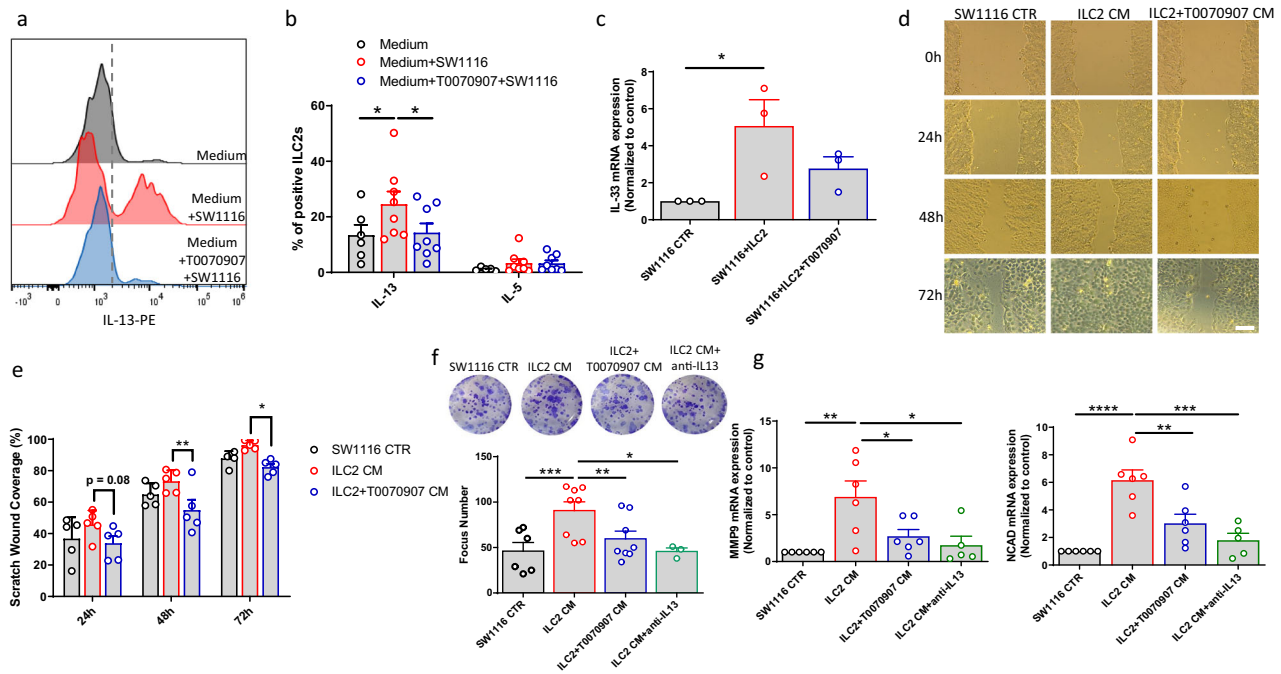 a
Medium
Medium
+SW1116
Medium
+T0070907
+SW1116
-10³ 0 10³ 10⁴ 10⁵
IL-13-PE
b
Medium
Medium+SW1116
Medium+T0070907+SW1116
% of positive ILC2s
60
40
20
0
* *
IL-13 IL-5
c
IL-33 mRNA expression
(Normalized to control)
8
6
4
2
0
*
SW1116 CTR
SW1116+ILC2
SW1116+ILC2+T0070907
d
SW1116 CTR ILC2 CM ILC2+T0070907 CM
0h
24h
48h
72h
e
Scratch Wound Coverage (%)
100
80
60
40
20
0
p = 0.08
**
*
24h 48h 72h
SW1116 CTR
ILC2 CM
ILC2+T0070907 CM
f
SW1116 CTR
ILC2 CM
ILC2+
T0070907 CM
ILC2 CM+
anti-IL13
Focus Number
150
100
50
0
*
*** **
SW1116 CTR
ILC2 CM
ILC2+T0070907 CM
ILC2 CM+anti-IL13
g
MMP9 mRNA expression
(Normalized to control)
15
10
5
0
** *
*
SW1116 CTR
ILC2 CM
ILC2+T0070907 CM
ILC2 CM+anti-IL13
NCAD mRNA expression
(Normalized to control)
10
8
6
4
2
0
**** ***
**
SW1116 CTR
ILC2 CM
ILC2+T0070907 CM
ILC2 CM+anti-IL13